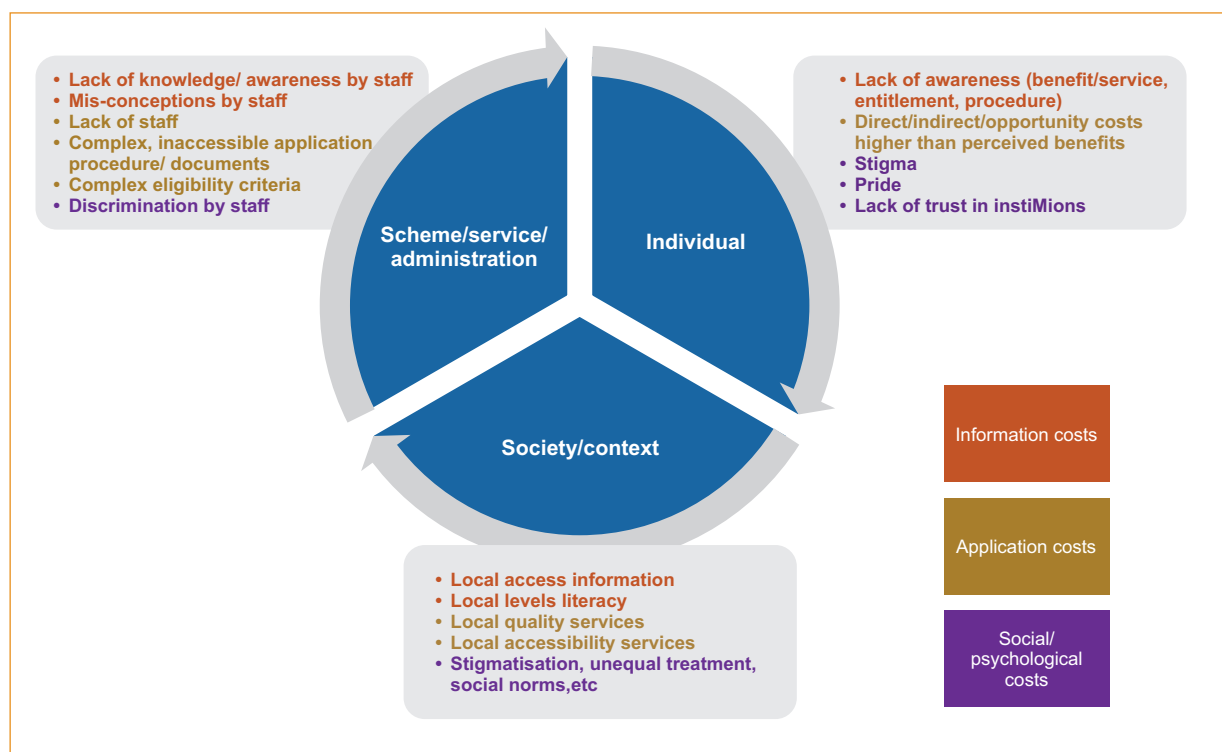 • Lack of knowledge/ awareness by staff
• Mis-conceptions by staff
• Lack of staff
• Complex, inaccessible application
procedure/ documents
• Complex eligibility criteria
• Discrimination by staff
• Lack of awareness (benefit/service,
entitlement, procedure)
• Direct/indirect/opportunity costs
higher than perceived benefits
• Stigma
• Pride
• Lack of trust in instiMions
Scheme/service/
administration
Individual
Society/context
• Local access information
• Local levels literacy
• Local quality services
• Local accessibility services
• Stigmatisation, unequal treatment,
social norms,etc
Information costs
Application costs
Social/
psychological
costs